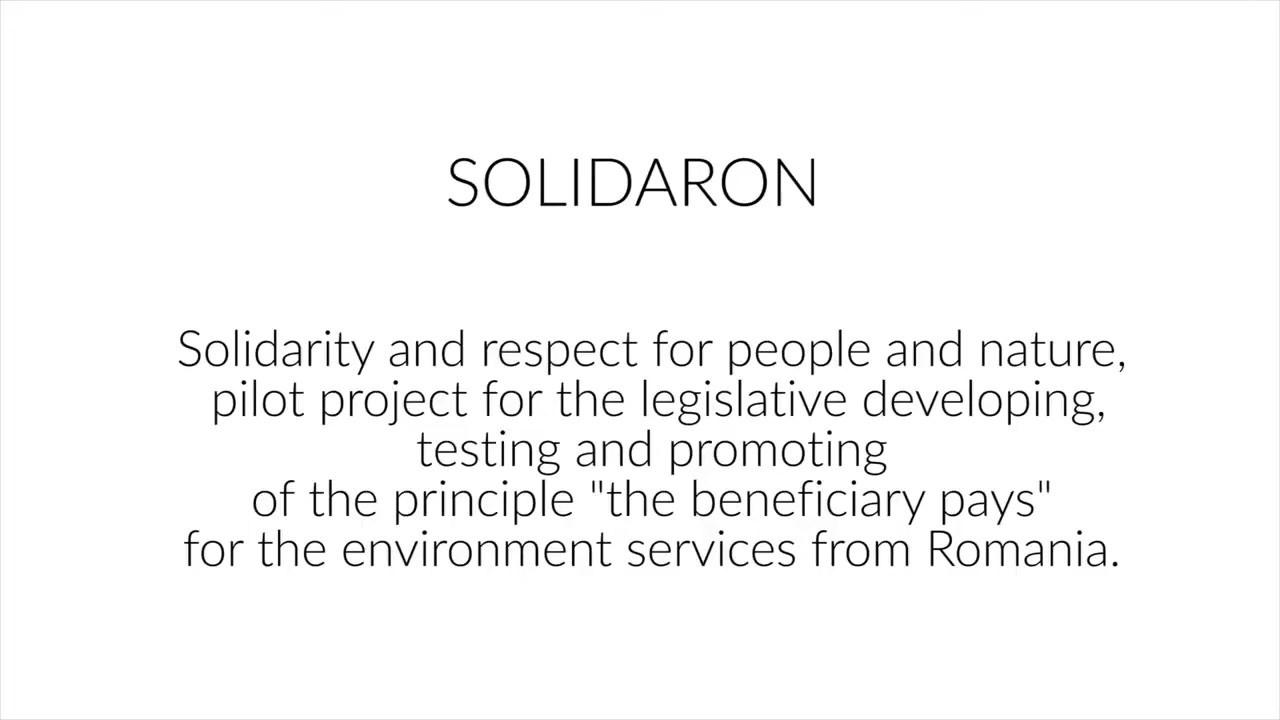 SOLIDARON
Solidarity and respect for people and nature,
pilot project for the legislative developing,
testing and promoting
of the principle "the beneficiary pays"
for the environment services from Romania.